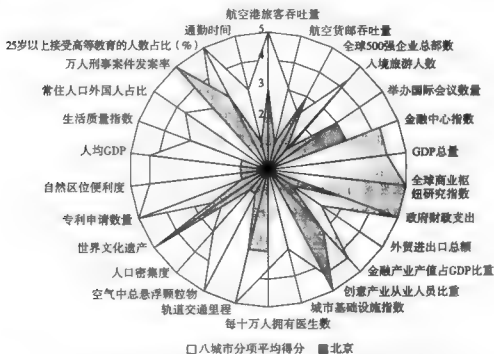 航空港旅客吞吐量
航空货邮吞吐量
全球500强企业总部数
入境旅游人数
举办国际会议数量
金融中心指数
GDP总量
全球商业枢
纽研究指数
政府财政支出
外贸进出口总额
金融产业产值占GDP比重
创意产业从业人员比重
城市基础设施指数
每十万人拥有医生数
轨道交通里程
空气中总悬浮颗粒物
人口密集度
世界文化遗产
专利申请数量
自然区位便利度
人均GDP
生活质量指数
常住人口外国人占比
万人刑事案件发案率
25岁以上接受高等教育的人数占比（%）
通勤时间
5
4
3
2
□八城市分项平均得分 ■北京